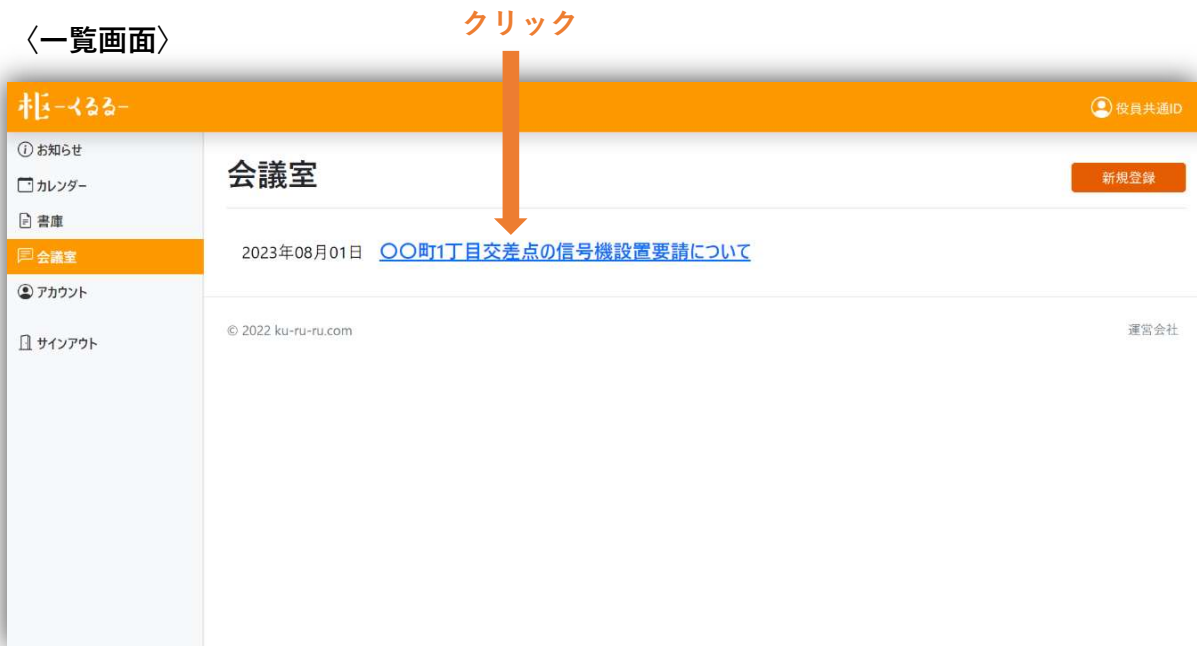 クリック
〈一覧画面〉
枢-くるる-
役員共通ID
お知らせ
カレンダー
書庫
会議室
アカウント
サインアウト
会議室
新規登録
2023年08月01日 〇〇町1丁目交差点の信号機設置要請について
© 2022 ku-ru-ru.com
運営会社